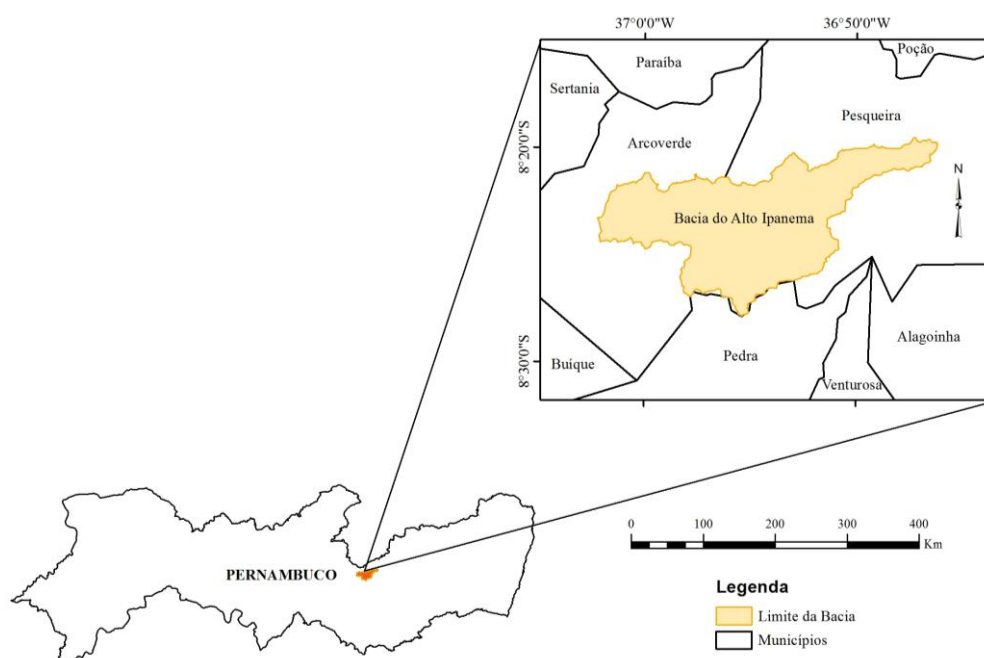 37°0'0"W
36°50'0"W
Poção
Paraíba
Sertania
Pesqueira
8°20'0"S
Arcoverde
N
Bacia do Alto Ipanema
Alagoinha
8°30'0"S
Buíque
Pedra
Venturosa
0 100 200 300 400
Km
PERNAMBUCO
Legenda
Limite da Bacia
Municípios